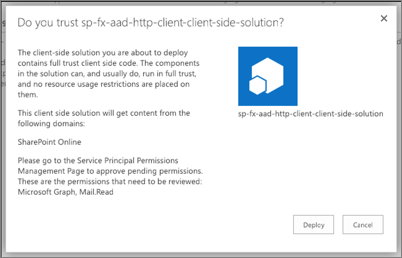 Do you trust sp-fx-aad-http-client-client-side-solution?
The client-side solution you are about to deploy
contains full trust client side code. The components
in the solution can, and usually do, run in full trust,
and no resource usage restrictions are placed on
them.
This client side solution will get content from the
following domains:
SharePoint Online
Please go to the Service Principal Permissions
Management Page to approve pending permissions.
These are the permissions that need to be reviewed:
Microsoft Graph, Mail.Read
sp-fx-aad-http-client-client-side-solution
Deploy
Cancel